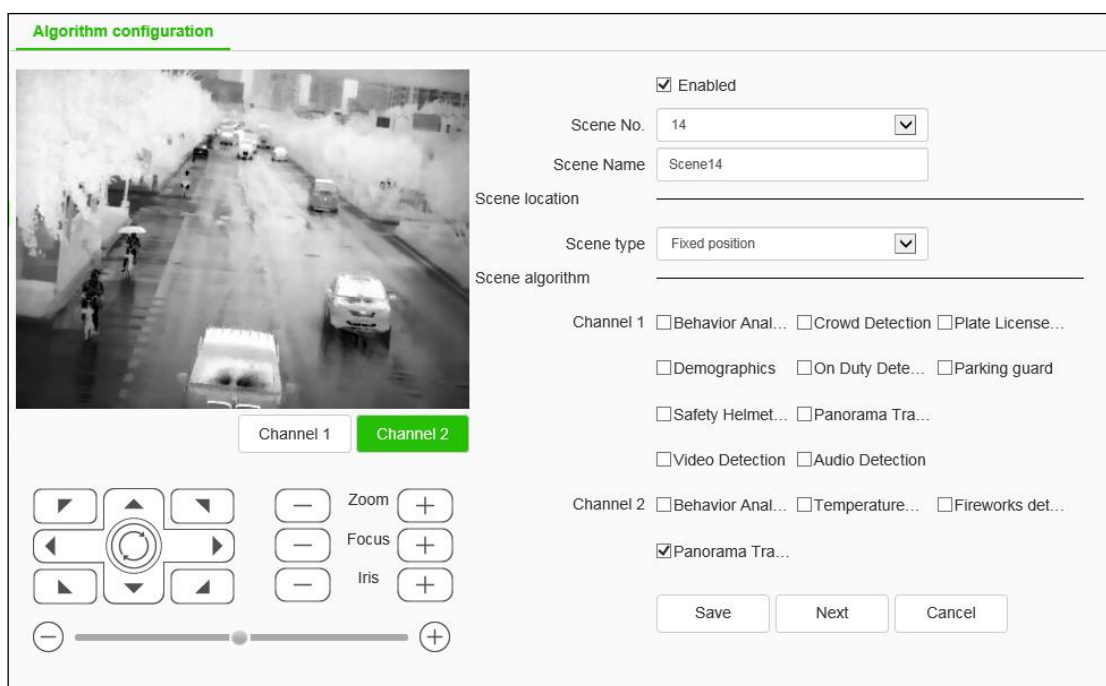 Algorithm configuration
Enabled
Scene No. 14
Scene Name Scene14
Scene location
Scene type Fixed position
Scene algorithm
Channel 1 Behavior Anal... Crowd Detection Plate License...
Demographics On Duty Dete... Parking guard
Safety Helmet... Panorama Tra...
Video Detection Audio Detection
Channel 2 Behavior Anal... Temperature... Fireworks det...
Panorama Tra...
Save Next Cancel
Channel 1 Channel 2
Zoom
Focus
Iris